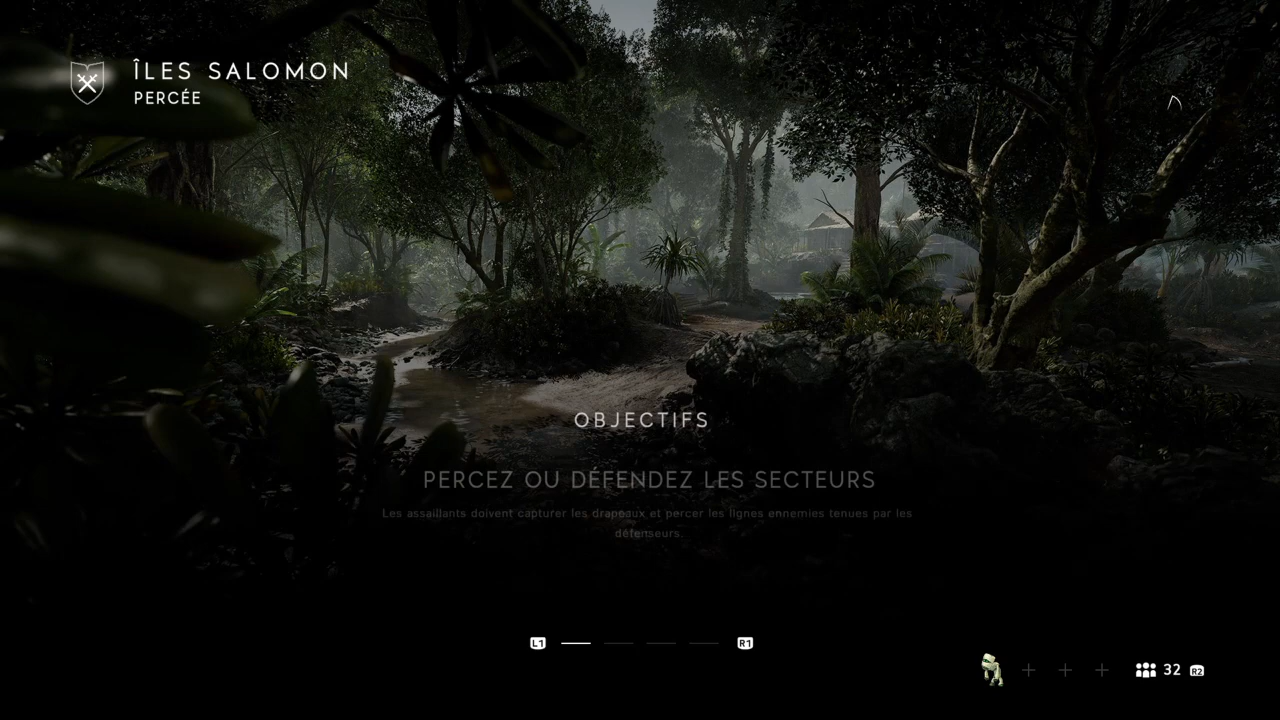 ÎLES SALOMON
PERCÉE
OBJECTIFS
PERCEZ OU DÉFENDEZ LES SECTEURS
Les assaillants doivent capturer les drapeaux et percer les lignes ennemies tenues par les
défenseurs.
L1 R1
32 R2